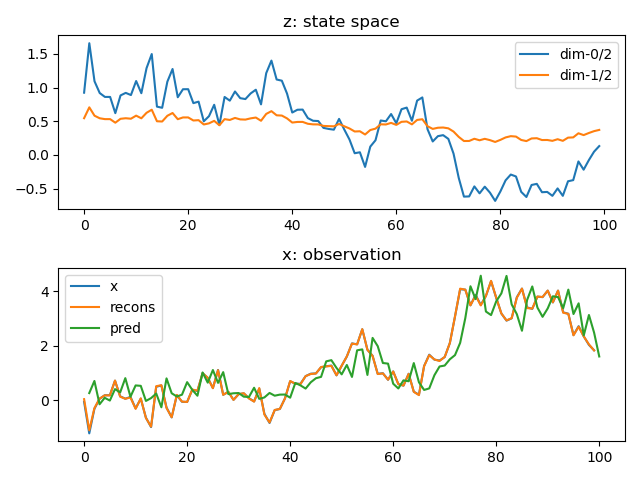 z: state space
1.5
1.0
0.5
0.0
−0.5
dim-0/2
dim-1/2
0 20 40 60 80 100
x: observation
4
2
0
x
recons
pred
0 20 40 60 80 100